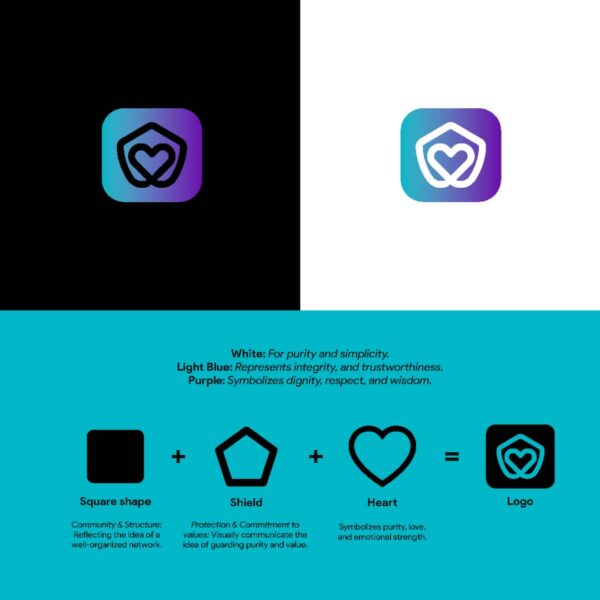 White: For purity and simplicity.
Light Blue: Represents integrity, and trustworthiness.
Purple: Symbolizes dignity, respect, and wisdom.
+ + =
Square shape
Shield
Heart
Logo
Community & Structure:
Reflecting the idea of a
well-organized network.
Protection & Commitment to
values: Visually communicate the
idea of guarding purity and value.
Symbolizes purity, love,
and emotional strength.